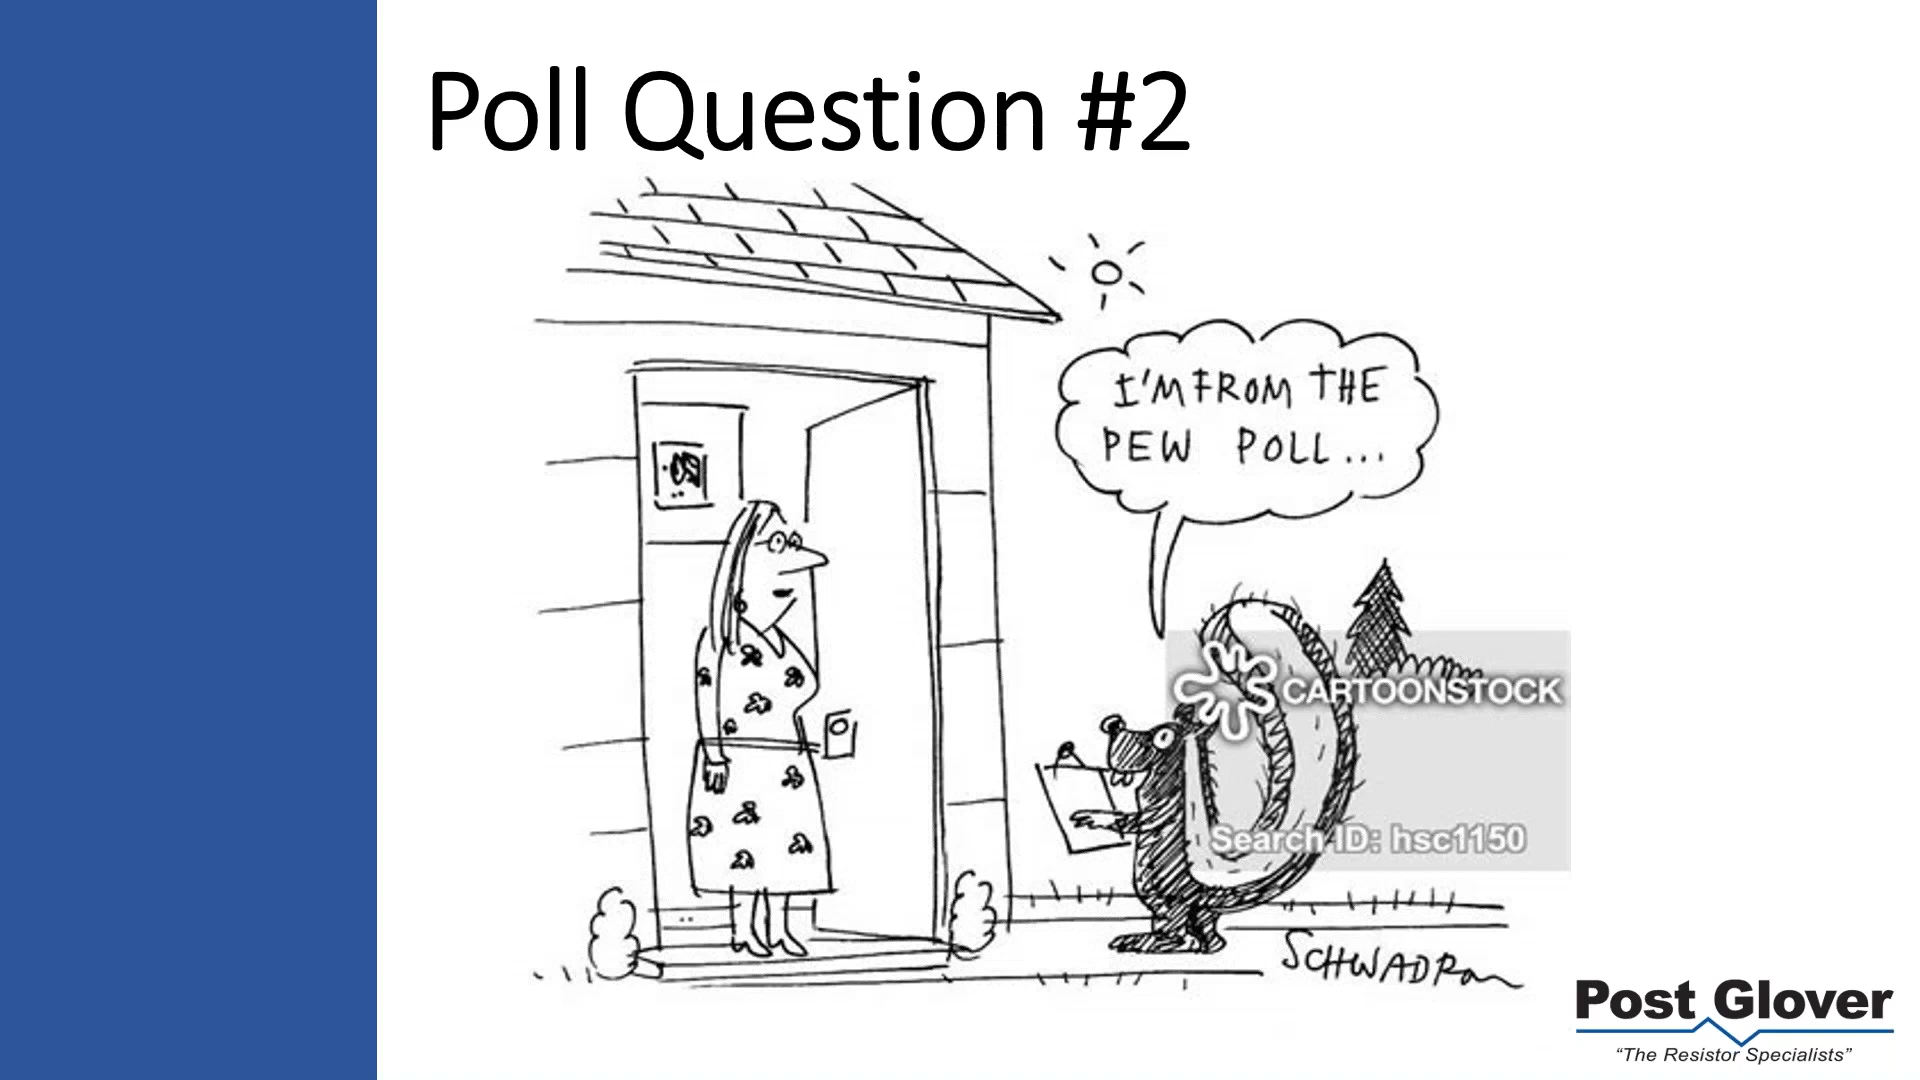 Poll Question #2
I'M FROM THE
PEW POLL...
CARTOONSTOCK
Search ID: hsc1150
SCHWADRON
Post Glover
“The Resistor Specialists”